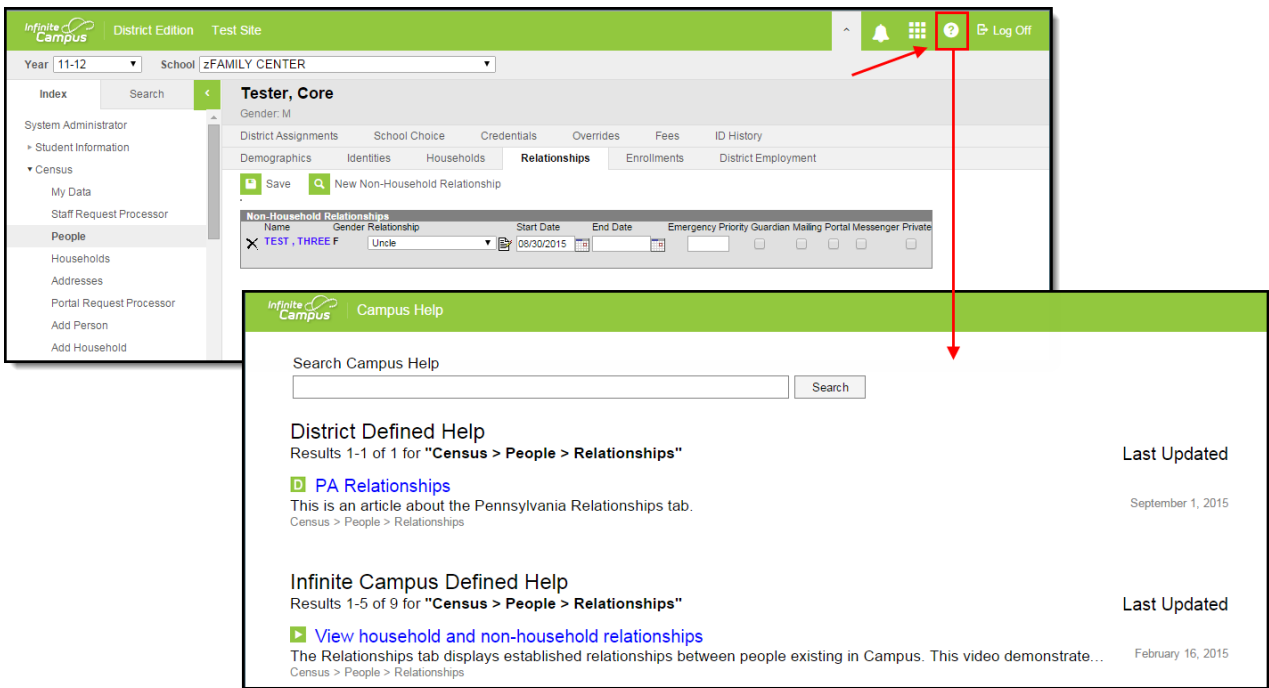 Infinite Campus District Edition Test Site ? Log Off
Year 11-12 School zFAMILY CENTER
Index Search
System Administrator
Student Information
Census
My Data
Staff Request Processor
People
Households
Addresses
Portal Request Processor
Add Person
Add Household
Tester, Core
Gender: M
District Assignments School Choice Credentials Overrides Fees ID History
Demographics Identities Households Relationships Enrollments District Employment
Save New Non-Household Relationship
Non-Household Relationships
Name Gender Relationship Start Date End Date Emergency Priority Guardian Mailing Portal Messenger Private
TEST , THREE F Uncle 08/30/2015
Infinite Campus Campus Help
Search Campus Help
Search
District Defined Help
Results 1-1 of 1 for "Census > People > Relationships" Last Updated
D PA Relationships
This is an article about the Pennsylvania Relationships tab. September 1, 2015
Census > People > Relationships
Infinite Campus Defined Help
Results 1-5 of 9 for "Census > People > Relationships" Last Updated
View household and non-household relationships
The Relationships tab displays established relationships between people existing in Campus. This video demonstrate... February 16, 2015
Census > People > Relationships